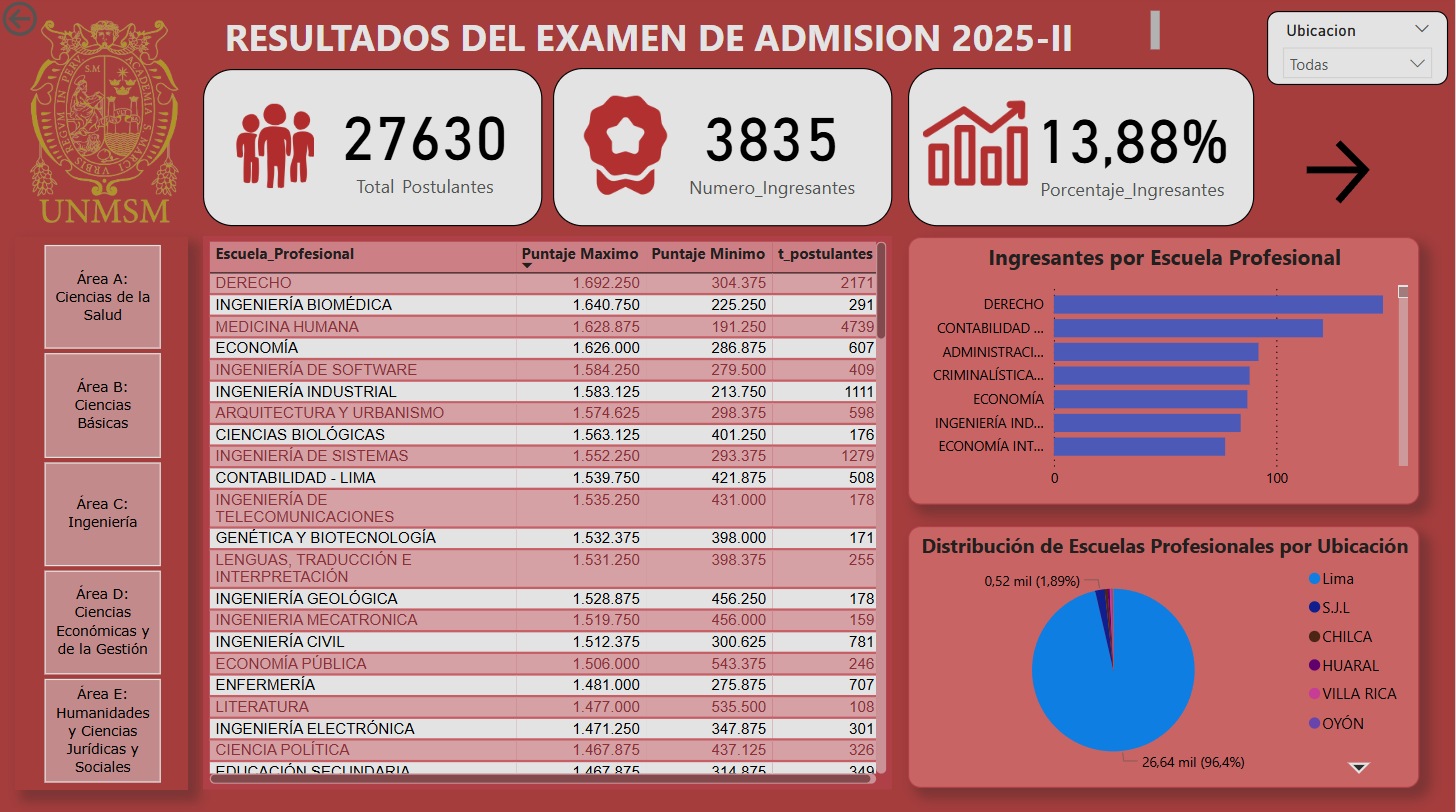 RESULTADOS DEL EXAMEN DE ADMISION 2025-II
Ubicacion
Todas
S.M
UNMSM
27630
Total Postulantes
3835
Numero_Ingresantes
13,88%
Porcentaje_Ingresantes
Área A:
Ciencias de la
Salud
Área B:
Ciencias
Básicas
Área C:
Ingeniería
Área D:
Ciencias
Económicas y
de la Gestión
Área E:
Humanidades
y Ciencias
Jurídicas y
Sociales
Escuela_Profesional Puntaje Maximo Puntaje Minimo t_postulantes
DERECHO 1.692.250 304.375 2171
INGENIERÍA BIOMÉDICA 1.640.750 225.250 291
MEDICINA HUMANA 1.628.875 191.250 4739
ECONOMÍA 1.626.000 286.875 607
INGENIERÍA DE SOFTWARE 1.584.250 279.500 409
INGENIERÍA INDUSTRIAL 1.583.125 213.750 1111
ARQUITECTURA Y URBANISMO 1.574.625 298.375 598
CIENCIAS BIOLÓGICAS 1.563.125 401.250 176
INGENIERÍA DE SISTEMAS 1.552.250 293.375 1279
CONTABILIDAD - LIMA 1.539.750 421.875 508
INGENIERÍA DE 1.535.250 431.000 178
TELECOMUNICACIONES
GENÉTICA Y BIOTECNOLOGÍA 1.532.375 398.000 171
LENGUAS, TRADUCCIÓN E 1.531.250 398.375 255
INTERPRETACIÓN
INGENIERÍA GEOLÓGICA 1.528.875 456.250 178
INGENIERIA MECATRONICA 1.519.750 456.000 159
INGENIERÍA CIVIL 1.512.375 300.625 781
ECONOMÍA PÚBLICA 1.506.000 543.375 246
ENFERMERÍA 1.481.000 275.875 707
LITERATURA 1.477.000 535.500 108
INGENIERÍA ELECTRÓNICA 1.471.250 347.875 301
CIENCIA POLÍTICA 1.467.875 437.125 326
EDUCACIÓN SECUNDARIA 1.467.875 314.875 349
Ingresantes por Escuela Profesional
DERECHO
CONTABILIDAD ...
ADMINISTRACI...
CRIMINALÍSTICA...
ECONOMÍA
INGENIERÍA IND...
ECONOMÍA INT...
0 100
Distribución de Escuelas Profesionales por Ubicación
0,52 mil (1,89%)
26,64 mil (96,4%)
Lima
S.J.L
CHILCA
HUARAL
VILLA RICA
OYÓN